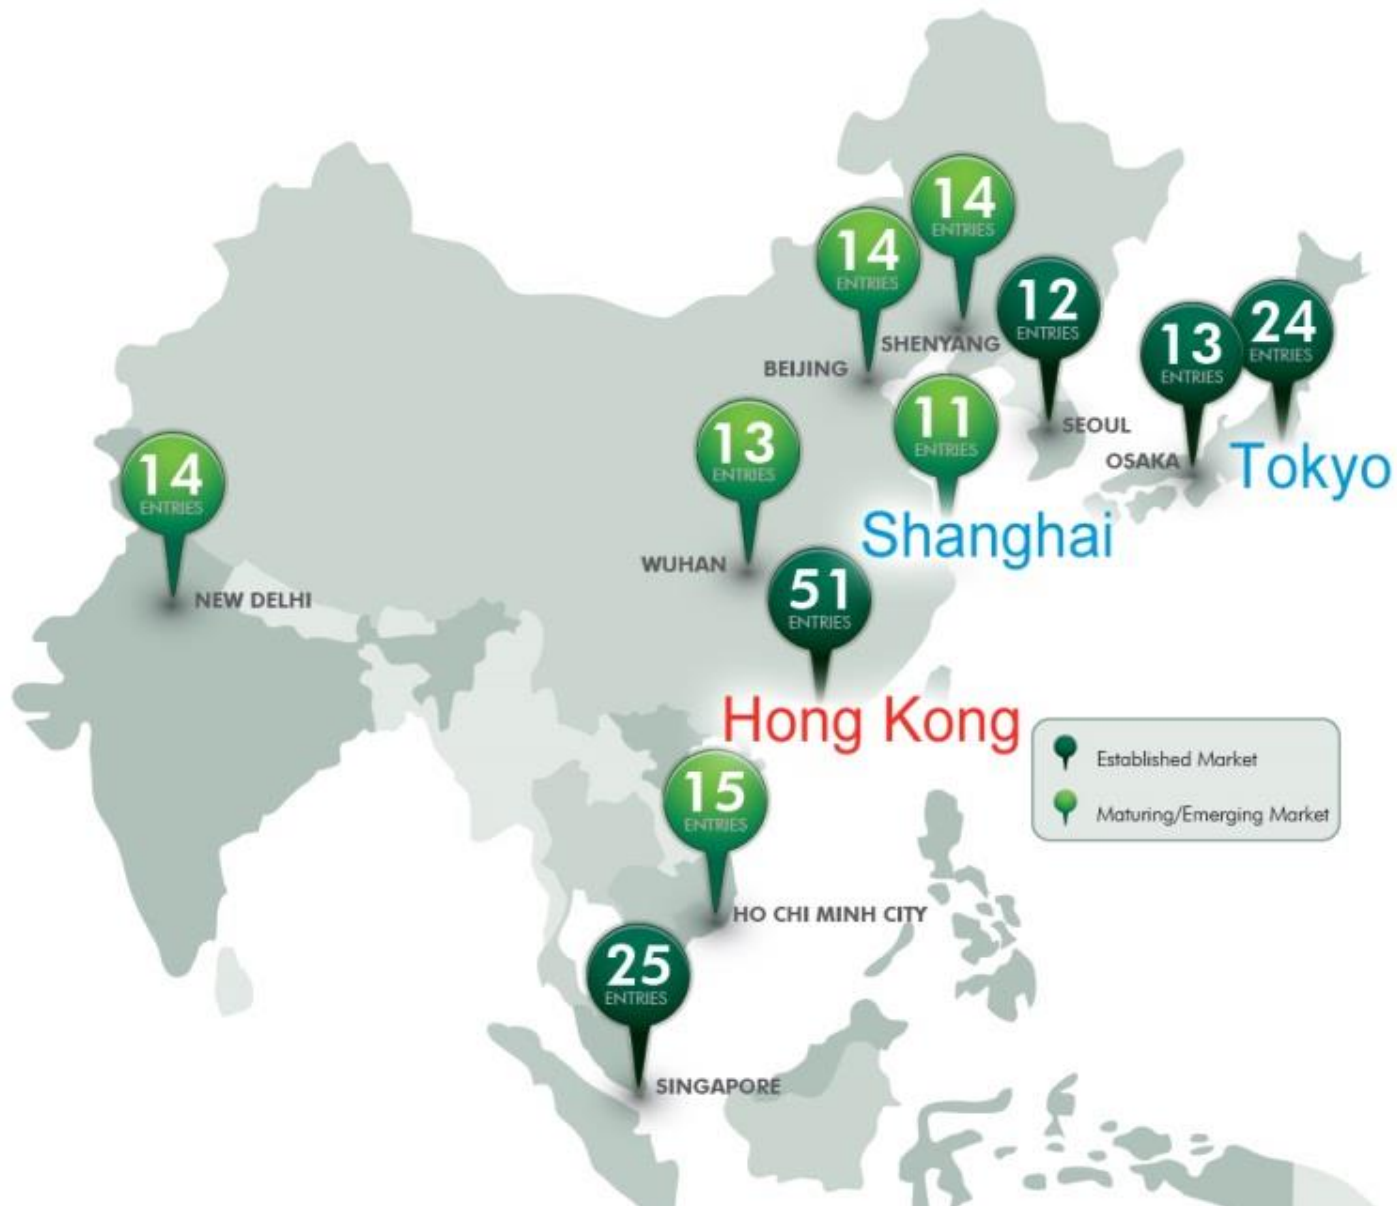 14
ENTRIES
SHENYANG
14
ENTRIES
BEIJING
12
ENTRIES
SEOUL
24
ENTRIES
Tokyo
13
ENTRIES
OSAKA
11
ENTRIES
Shanghai
13
ENTRIES
WUHAN
14
ENTRIES
NEW DELHI
51
ENTRIES
Hong Kong
Established Market
Maturing/Emerging Market
15
ENTRIES
HO CHI MINH CITY
25
ENTRIES
SINGAPORE